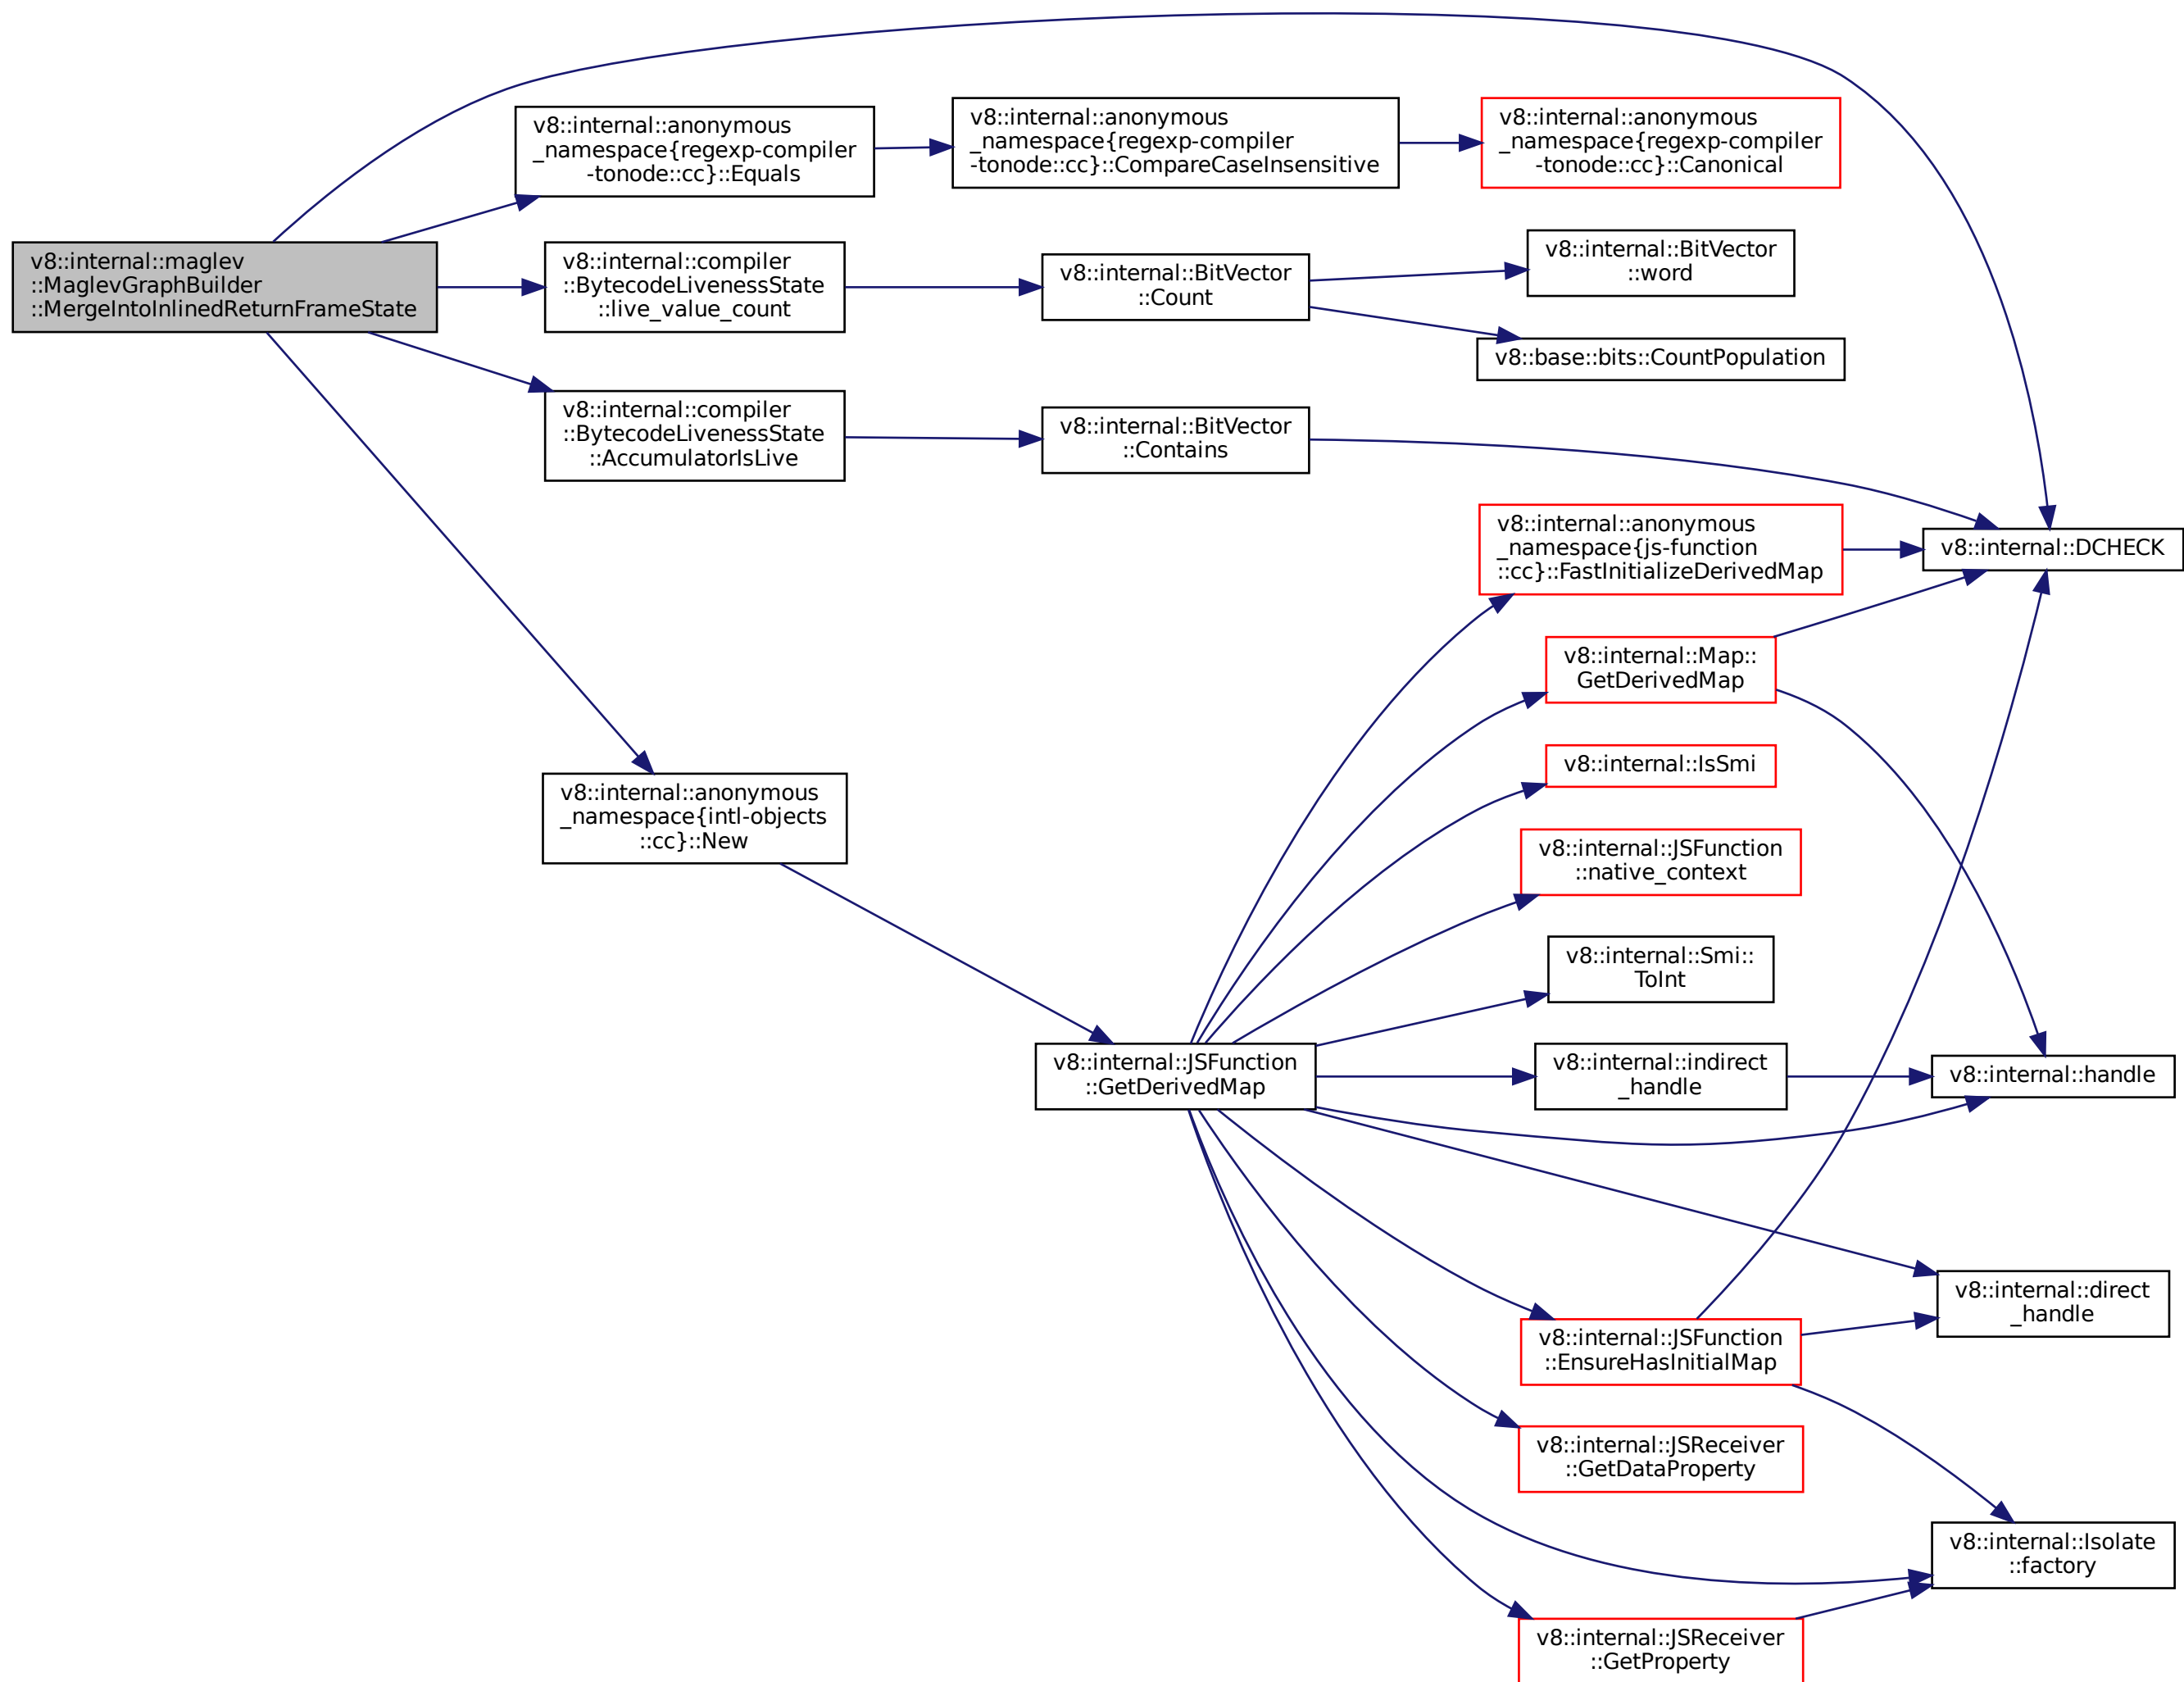 v8::internal::maglev
::MaglevGraphBuilder
::MergeIntoInlinedReturnFrameState
v8::internal::anonymous
_namespace{regexp-compiler
-tonode::cc}::Equals
v8::internal::anonymous
_namespace{regexp-compiler
-tonode::cc}::CompareCaseInsensitive
v8::internal::anonymous
_namespace{regexp-compiler
-tonode::cc}::Canonical
v8::internal::compiler
::BytecodeLivenessState
::live_value_count
v8::internal::BitVector
::Count
v8::internal::BitVector
::word
v8::base::bits::CountPopulation
v8::internal::compiler
::BytecodeLivenessState
::AccumulatorIsLive
v8::internal::BitVector
::Contains
v8::internal::anonymous
_namespace{js-function
::cc}::FastInitializeDerivedMap
v8::internal::DCHECK
v8::internal::Map::
GetDerivedMap
v8::internal::IsSmi
v8::internal::anonymous
_namespace{intl-objects
::cc}::New
v8::internal::JSFunction
::native_context
v8::internal::Smi::
ToInt
v8::internal::JSFunction
::GetDerivedMap
v8::internal::indirect
_handle
v8::internal::handle
v8::internal::direct
_handle
v8::internal::JSFunction
::EnsureHasInitialMap
v8::internal::JSReceiver
::GetDataProperty
v8::internal::Isolate
::factory
v8::internal::JSReceiver
::GetProperty